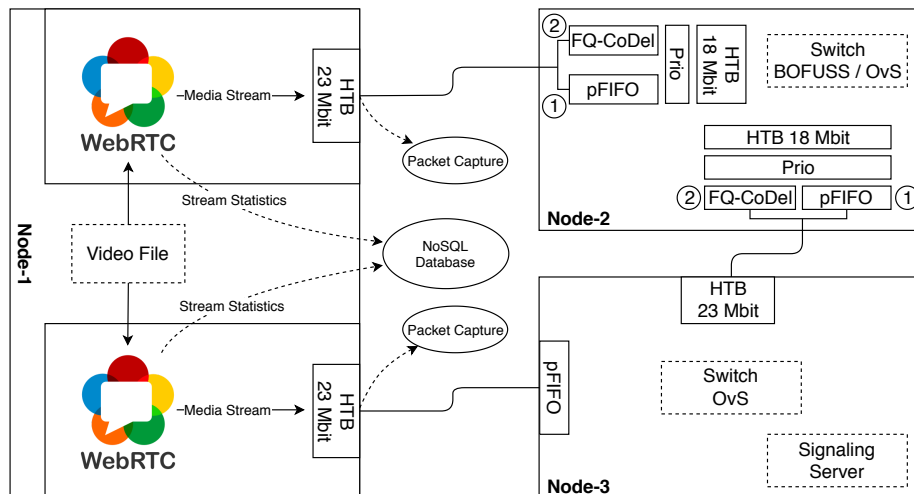 WebRTC
Media Stream
HTB
23 Mbit
Packet Capture
Stream Statistics
Node-1
Video File
NoSQL
Database
Stream Statistics
Packet Capture
WebRTC
Media Stream
HTB
23 Mbit
2
FQ-CoDel
1
pFIFO
Prio
HTB
18 Mbit
Switch
BOFUSS / OvS
HTB 18 Mbit
Prio
2
FQ-CoDel
pFIFO
1
Node-2
HTB
23 Mbit
pFIFO
Switch
OvS
Signaling
Server
Node-3